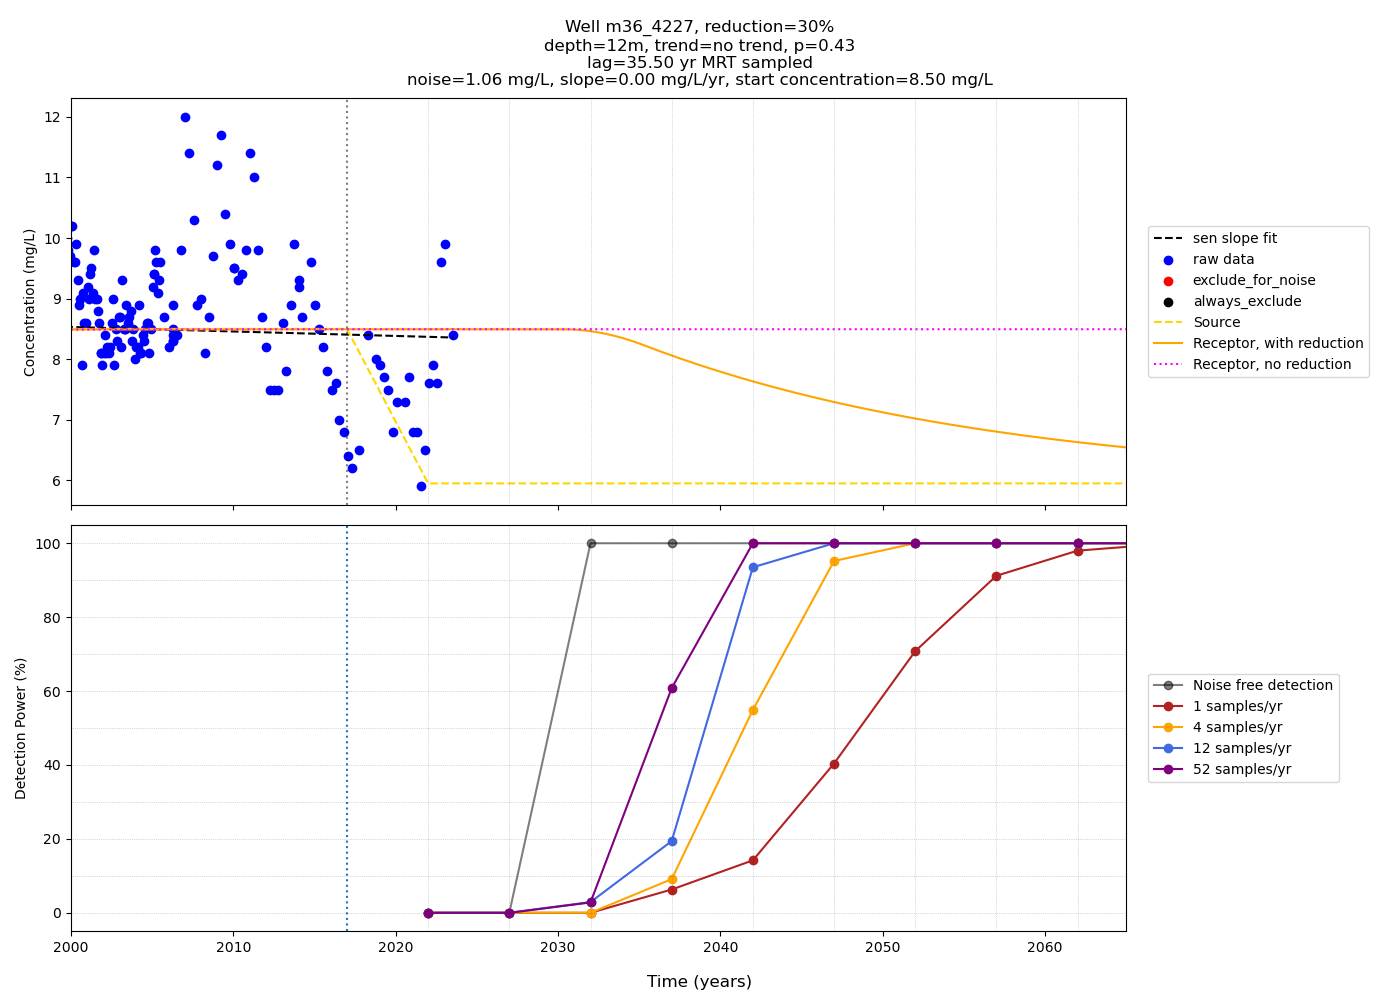 Well m36_4227, reduction=30%
depth=12m, trend=no trend, p=0.43
lag=35.50 yr MRT sampled
noise=1.06 mg/L, slope=0.00 mg/L/yr, start concentration=8.50 mg/L
12
11
10
9
8
7
6
Concentration (mg/L)
sen slope fit
raw data
exclude_for_noise
always_exclude
Source
Receptor, with reduction
Receptor, no reduction
100
80
60
40
20
0
Detection Power (%)
Noise free detection
1 samples/yr
4 samples/yr
12 samples/yr
52 samples/yr
2000
2010
2020
2030
2040
2050
2060
Time (years)